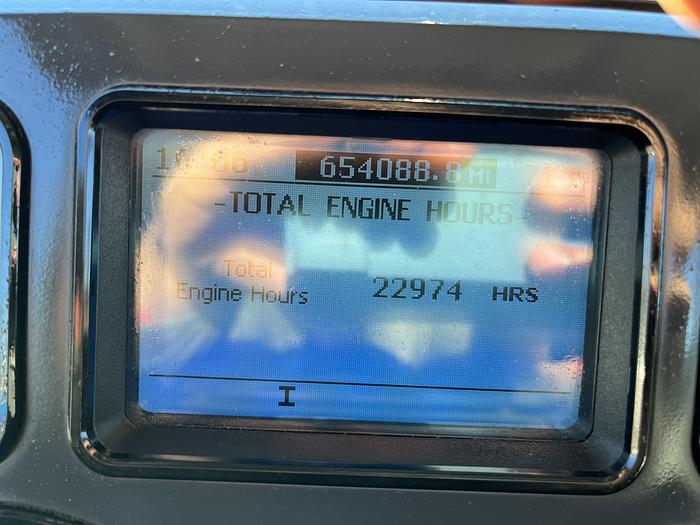 654088.8 MI
-TOTAL ENGINE HOURS-
Total
Engine Hours 22974 HRS
I